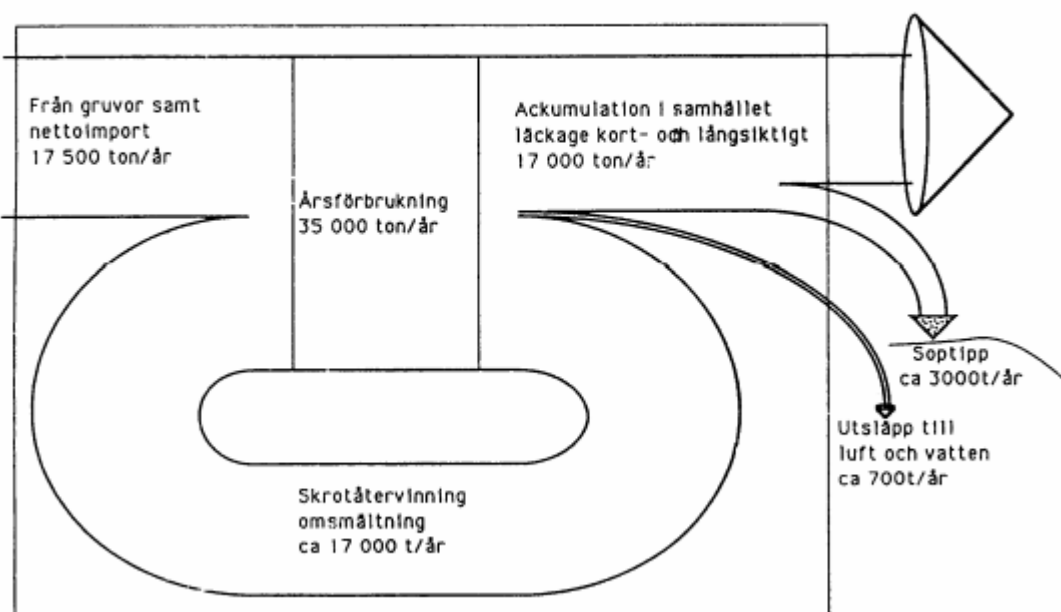 Från gruvor samt
nettoimport
17 500 ton/år
Årsförbrukning
35 000 ton/år
Ackumulation i samhället
läckage kort- och långsiktigt
17 000 ton/år
Soptipp
ca 3000t/år
Utsläpp till
luft och vatten
ca 700t/år
Skrotåtervinning
omsmältning
ca 17 000 t/år